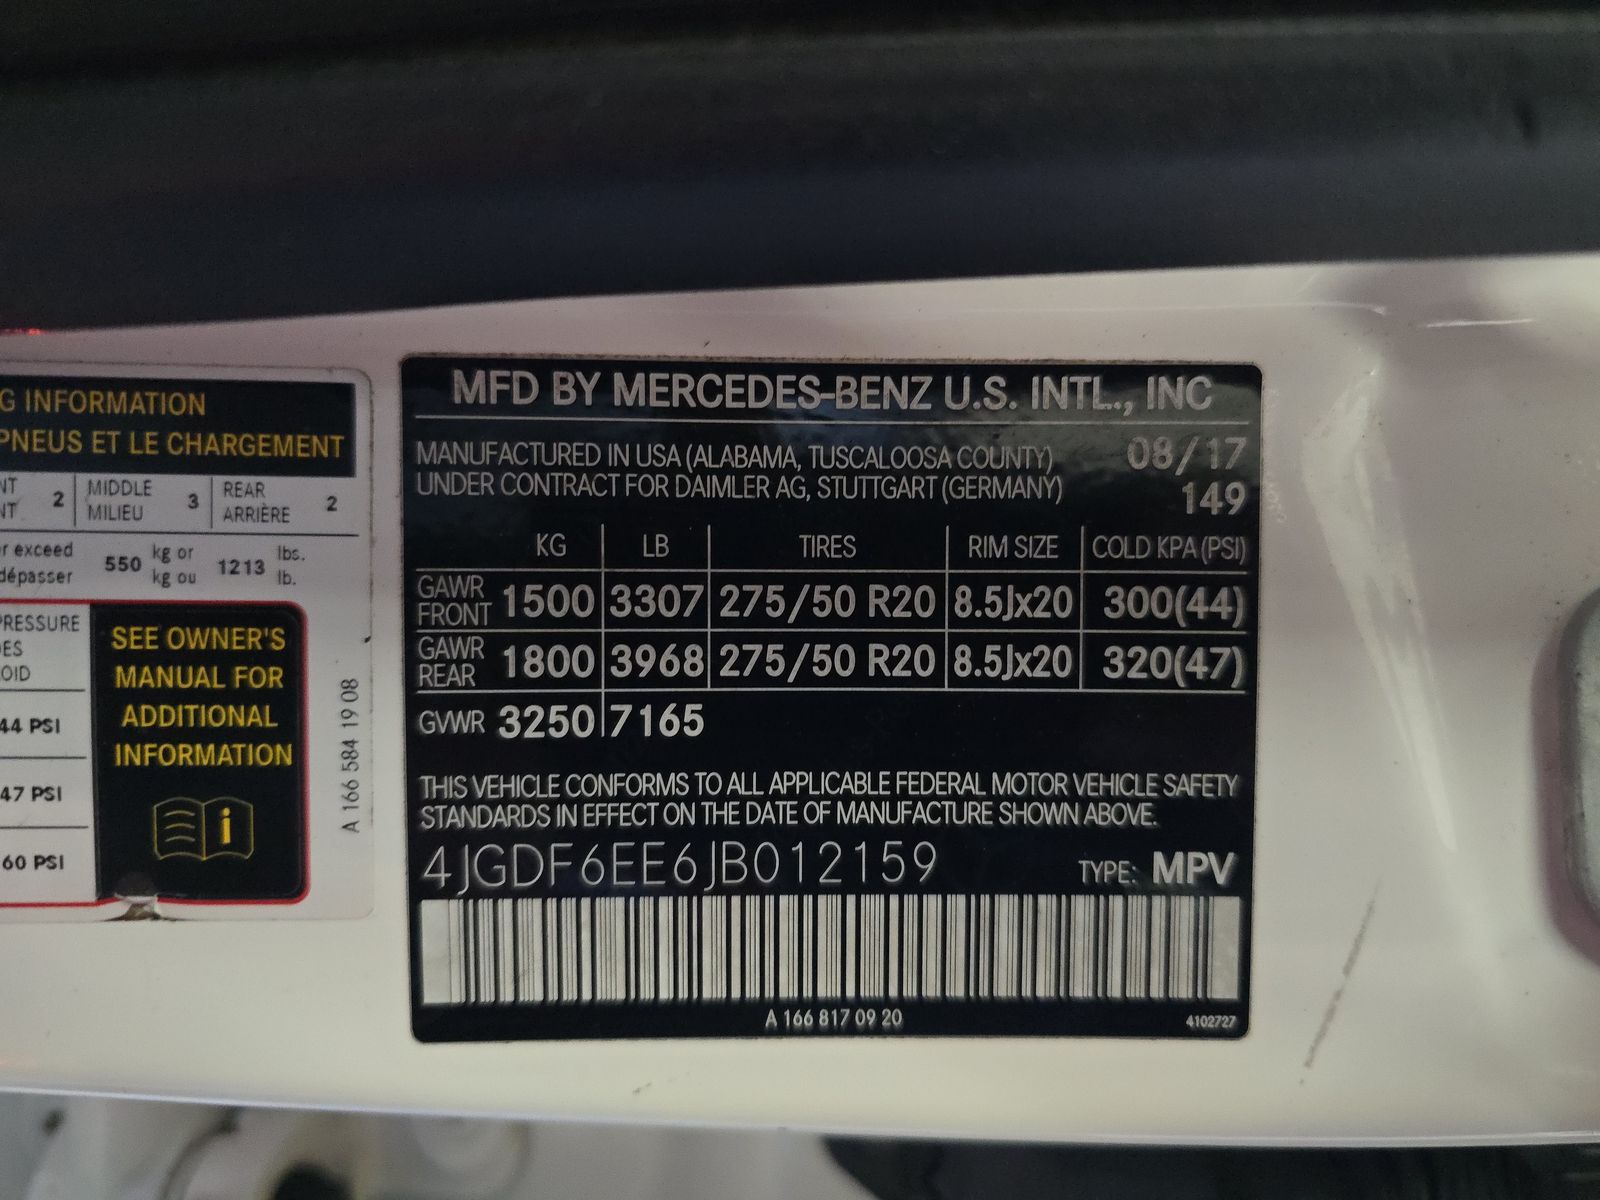 G INFORMATION
PNEUS ET LE CHARGEMENT
NT 2 MIDDLE 3 REAR 2
NT MILIEU ARRIÈRE
r exceed 550 kg or 1213 lbs.
dépasser kg ou lb.
PRESSURE
ES
OID
44 PSI
47 PSI
60 PSI
SEE OWNER'S
MANUAL FOR
ADDITIONAL
INFORMATION
i
A 166 584 19 08
MFD BY MERCEDES-BENZ U.S. INTL., INC
MANUFACTURED IN USA (ALABAMA, TUSCALOOSA COUNTY) 08/17
UNDER CONTRACT FOR DAIMLER AG, STUTTGART (GERMANY) 149
KG LB TIRES RIM SIZE COLD KPA (PSI)
GAWR FRONT 1500 3307 275/50 R20 8.5Jx20 300(44)
GAWR REAR 1800 3968 275/50 R20 8.5Jx20 320(47)
GVWR 3250 7165
THIS VEHICLE CONFORMS TO ALL APPLICABLE FEDERAL MOTOR VEHICLE SAFETY
STANDARDS IN EFFECT ON THE DATE OF MANUFACTURE SHOWN ABOVE.
4JGDF6EE6JB012159 TYPE: MPV
A 166 817 09 20 4102727